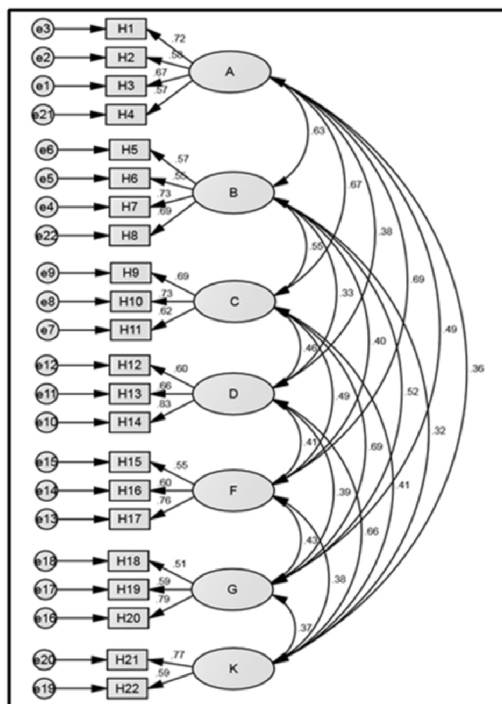 e3 H1 .72
e2 H2 .58
A
e1 H3 .67
e21 H4 .57
.63
e6 H5 .57
.67
e5 H6 .55
B
e4 H7 .73
.38
e22 H8 .69
.55
.69
e9 H9 .69
.33
.49
e8 H10 .73
C
e7 H11 .62
.40
.36
.46
.52
.32
e12 H12 .60
.49
e11 H13 .66
D
e10 H14 .83
.69
.41
.41
e15 H15 .55
.39
e14 H16 .60
F
.66
e13 H17 .76
.43
e18 H18 .51
.38
e17 H19 .59
G
e16 H20 .79
.37
e20 H21 .77
K
e19 H22 .59